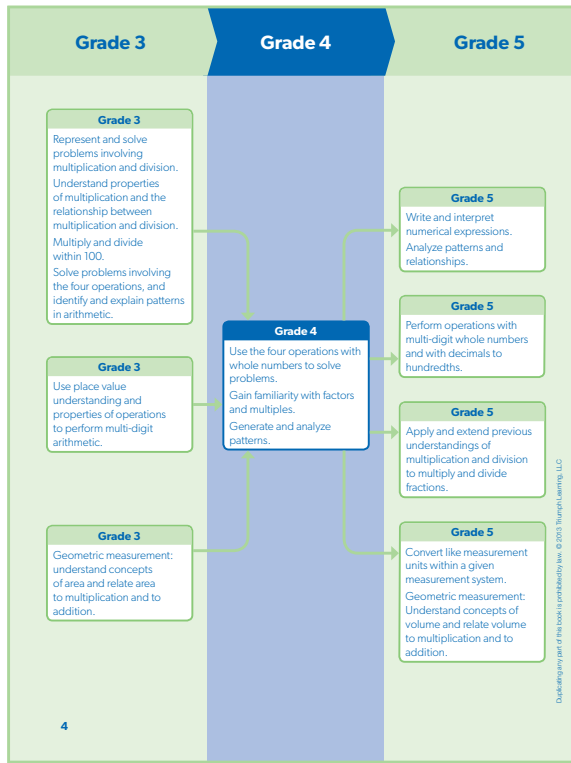 Grade 3
Grade 4
Grade 5
Grade 3
Represent and solve
problems involving
multiplication and division.
Understand properties
of multiplication and the
relationship between
multiplication and division.
Multiply and divide
within 100.
Solve problems involving
the four operations, and
identify and explain patterns
in arithmetic.
Grade 3
Use place value
understanding and
properties of operations
to perform multi-digit
arithmetic.
Grade 3
Geometric measurement:
understand concepts
of area and relate area
to multiplication and to
addition.
Grade 4
Use the four operations with
whole numbers to solve
problems.
Gain familiarity with factors
and multiples.
Generate and analyze
patterns.
Grade 5
Write and interpret
numerical expressions.
Analyze patterns and
relationships.
Grade 5
Perform operations with
multi-digit whole numbers
and with decimals to
hundredths.
Grade 5
Apply and extend previous
understandings of
multiplication and division
to multiply and divide
fractions.
Grade 5
Convert like measurement
units within a given
measurement system.
Geometric measurement:
Understand concepts of
volume and relate volume
to multiplication and to
addition.
Duplicating any part of this book is prohibited by law. © 2013 Triumph Learning, LLC
4